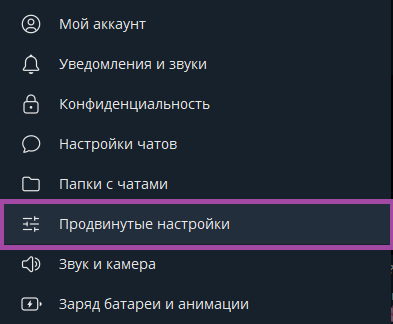 Мой аккаунт
Уведомления и звуки
Конфиденциальность
Настройки чатов
Папки с чатами
Продвинутые настройки
Звук и камера
Заряд батареи и анимации